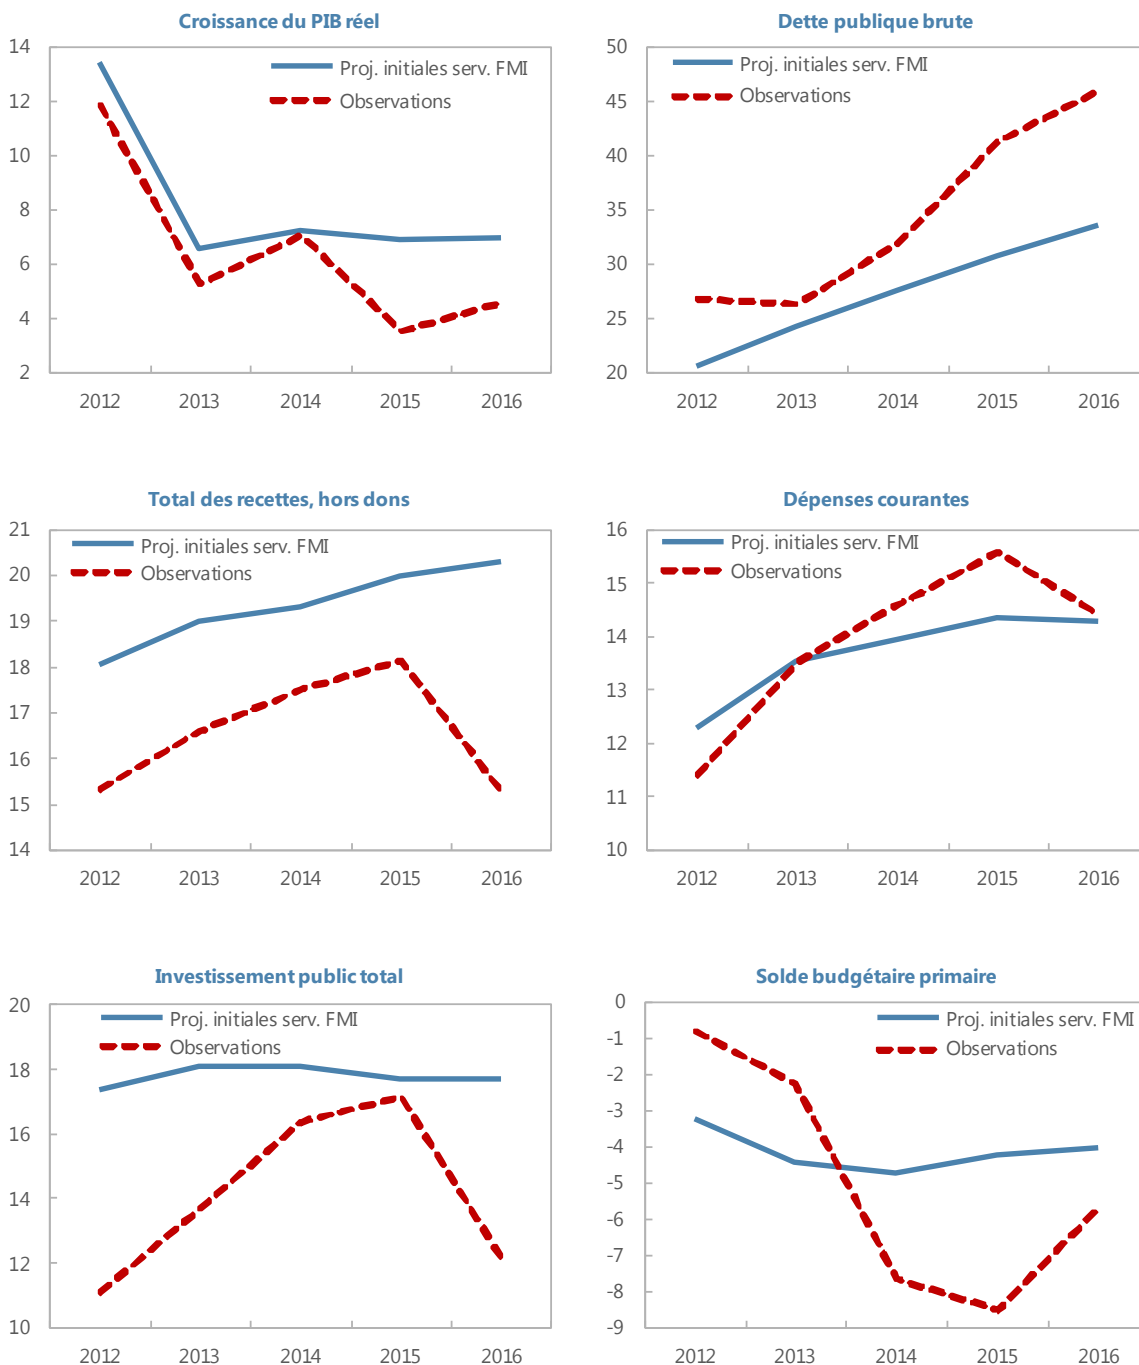 Croissance du PIB réel
14
12
10
8
6
4
2
Proj. initiales serv. FMI
Observations
2012 2013 2014 2015 2016
Dette publique brute
50
45
40
35
30
25
20
Proj. initiales serv. FMI
Observations
2012 2013 2014 2015 2016
Total des recettes, hors dons
21
20
19
18
17
16
15
14
Proj. initiales serv. FMI
Observations
2012 2013 2014 2015 2016
Dépenses courantes
16
15
14
13
12
11
10
Proj. initiales serv. FMI
Observations
2012 2013 2014 2015 2016
Investissement public total
20
18
16
14
12
10
Proj. initiales serv. FMI
Observations
2012 2013 2014 2015 2016
Solde budgétaire primaire
0
-1
-2
-3
-4
-5
-6
-7
-8
-9
Proj. initiales serv. FMI
Observations
2012 2013 2014 2015 2016